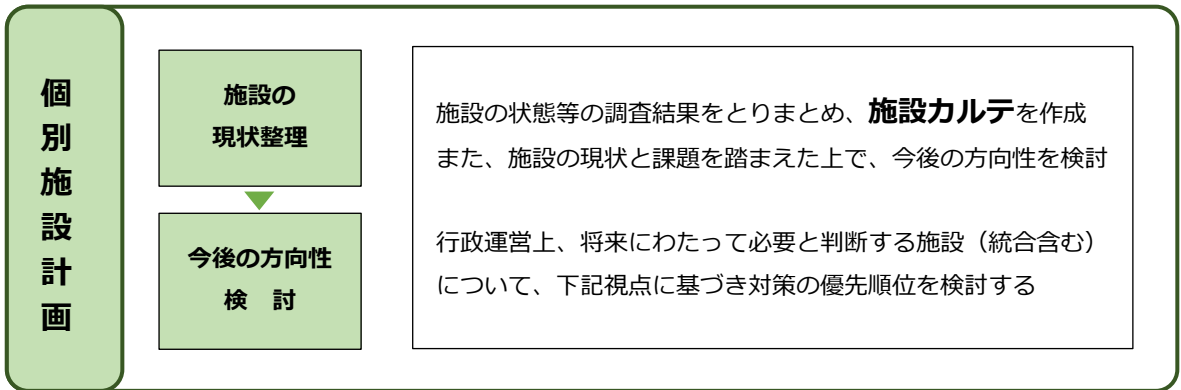 個別施設計画
施設の
現状整理
今後の方向性
検　討
施設の状態等の調査結果をとりまとめ、施設カルテを作成
また、施設の現状と課題を踏まえた上で、今後の方向性を検討
行政運営上、将来にわたって必要と判断する施設（統合含む）
について、下記視点に基づき対策の優先順位を検討する